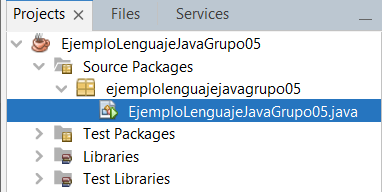 Projects Files Services
EjemploLenguajeJavaGrupo05
Source Packages
ejemplolenguajejavagrupo05
EjemploLenguajeJavaGrupo05.java
Test Packages
Libraries
Test Libraries